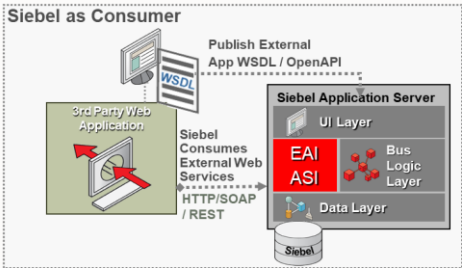 Siebel as Consumer
Publish External
App WSDL / OpenAPI
WSDL
3rd Party Web
Application
Siebel
Consumes
External Web
Services
HTTP/SOAP
/ REST
Siebel Application Server
UI Layer
EAI
ASI
Bus
Logic
Layer
Data Layer
Siebel